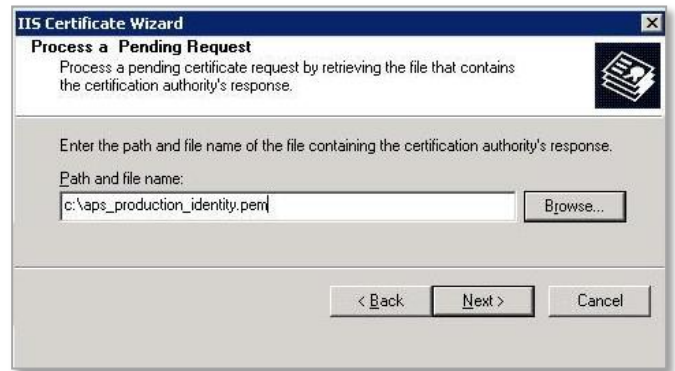 IIS Certificate Wizard
Process a Pending Request
Process a pending certificate request by retrieving the file that contains
the certification authority's response.
Enter the path and file name of the file containing the certification authority's response.
Path and file name:
c:\aps_production_identity.pem
Browse...
< Back
Next >
Cancel